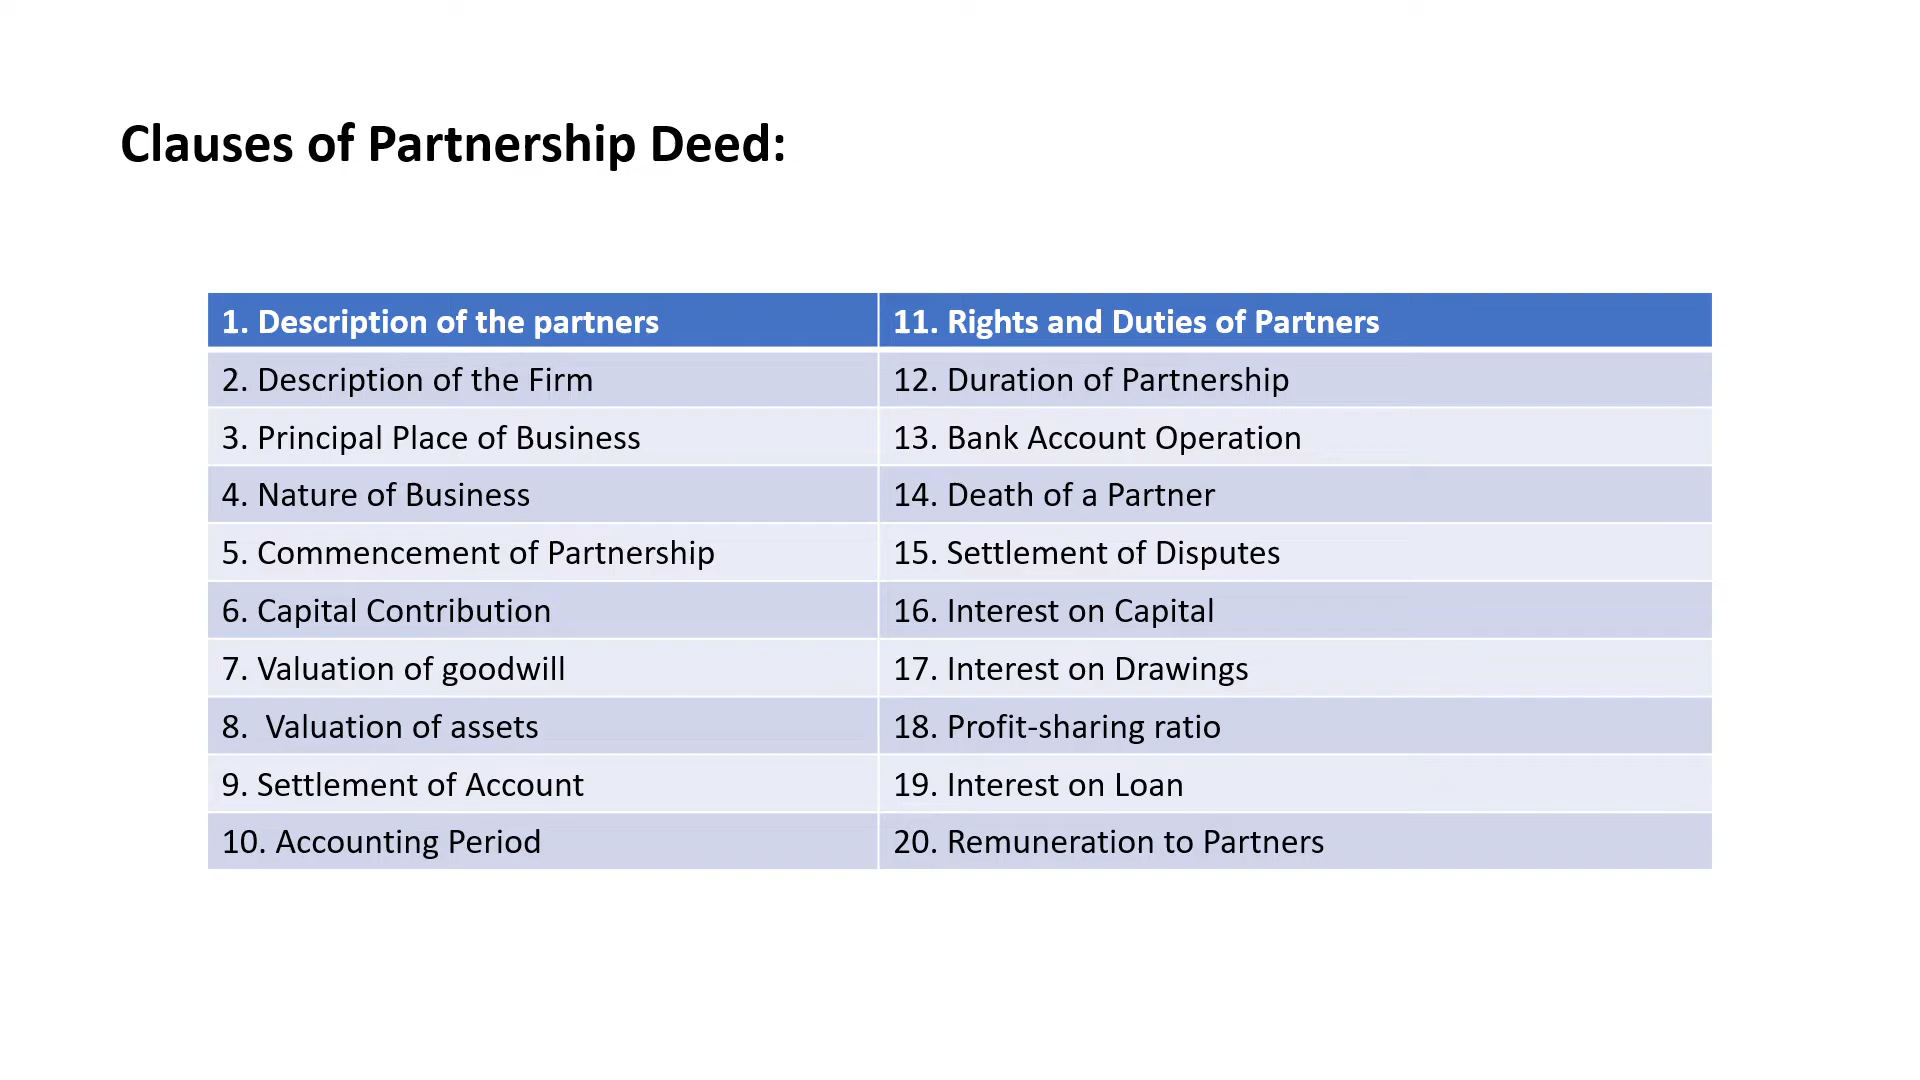 Clauses of Partnership Deed:
1. Description of the partners
11. Rights and Duties of Partners
2. Description of the Firm
12. Duration of Partnership
3. Principal Place of Business
13. Bank Account Operation
4. Nature of Business
14. Death of a Partner
5. Commencement of Partnership
15. Settlement of Disputes
6. Capital Contribution
16. Interest on Capital
7. Valuation of goodwill
17. Interest on Drawings
8.  Valuation of assets
18. Profit-sharing ratio
9. Settlement of Account
19. Interest on Loan
10. Accounting Period
20. Remuneration to Partners